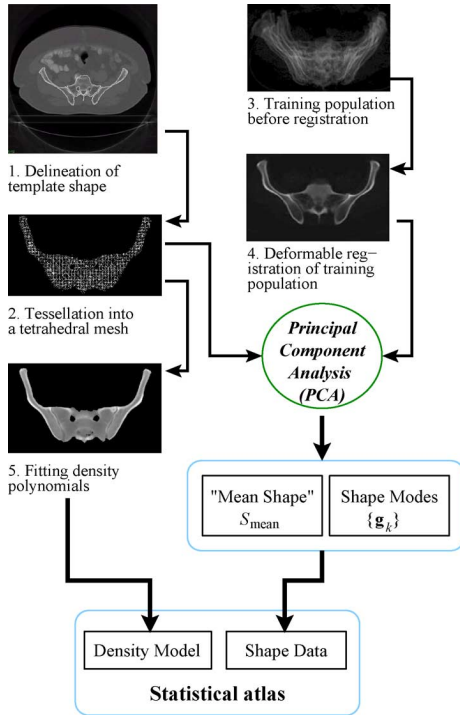 1. Delineation of
template shape
2. Tessellation into
a tetrahedral mesh
5. Fitting density
polynomials
3. Training population
before registration
4. Deformable reg-
istration of training
population
Principal
Component
Analysis
(PCA)
"Mean Shape"
Smean
Shape Modes
{gk}
Density Model
Shape Data
Statistical atlas